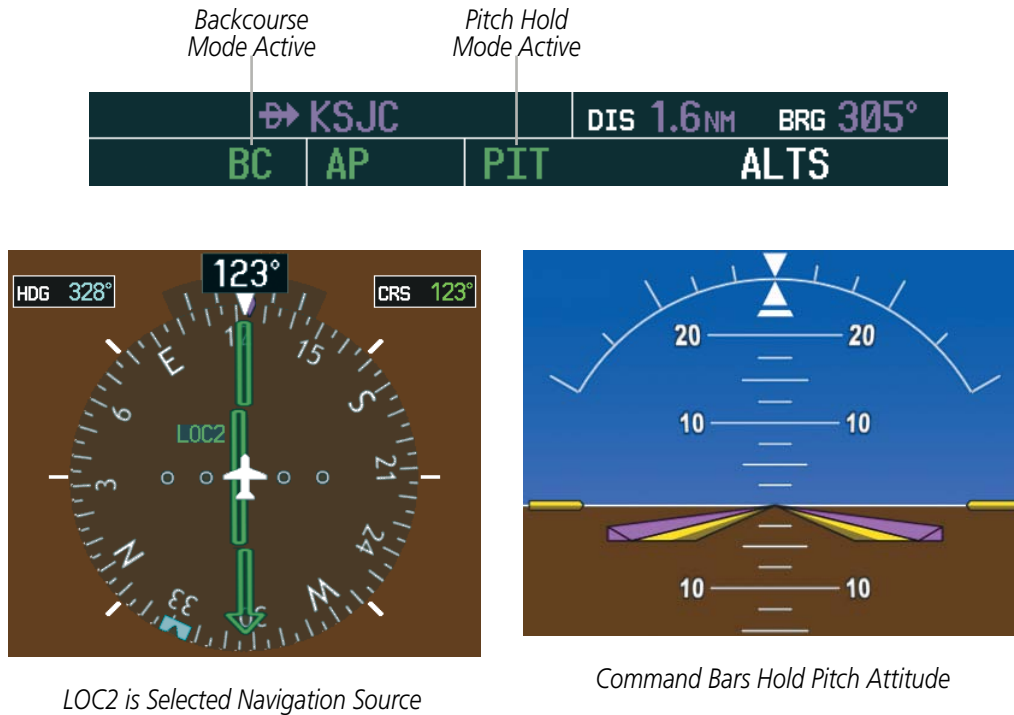 Backcourse
Mode Active
Pitch Hold
Mode Active
KSJC DIS 1.6NM BRG 305°
BC AP PIT ALTS
HDG 328°
123°
CRS 123°
12
15
E
S
6
LOC2
3
21
N
24
33
W
20 20
10 10
10 10
LOC2 is Selected Navigation Source
Command Bars Hold Pitch Attitude